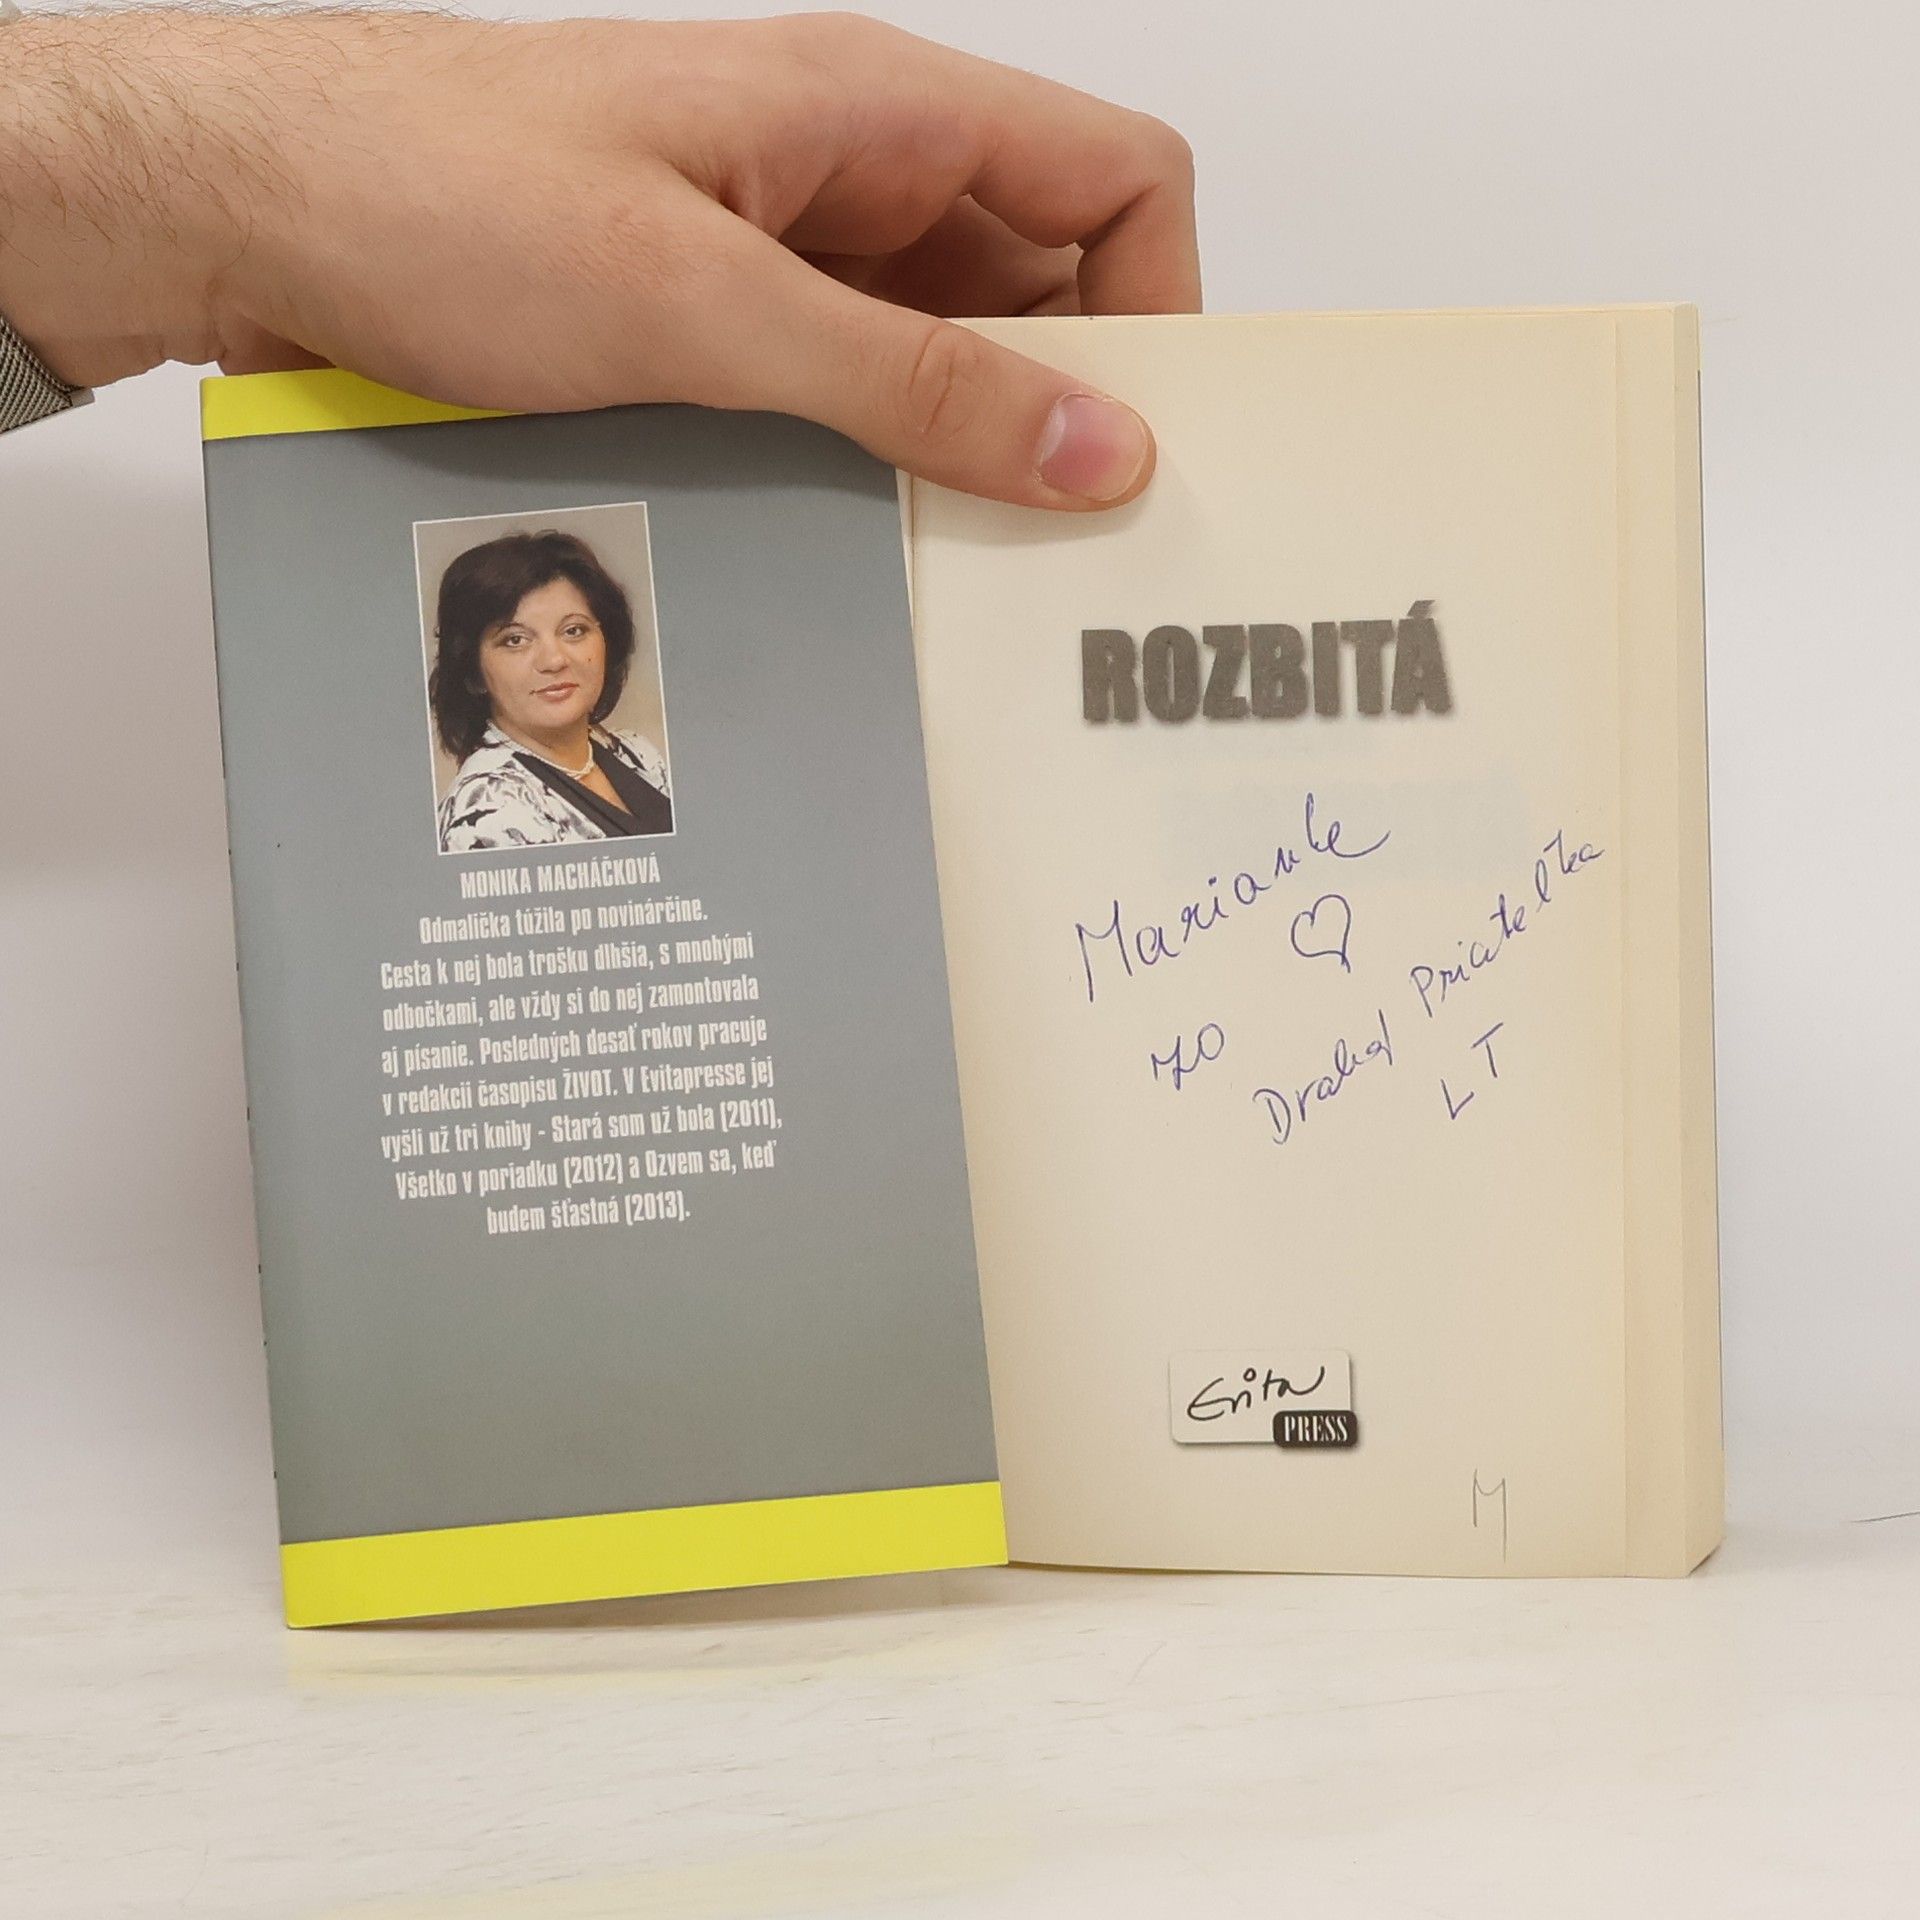 MONIKA MACHÁČKOVÁ
Odmalička túžila po novinárčine.
Cesta k nej bola trošku dlhšia, s mnohými
odbočkami, ale vždy si do nej zamontovala
aj písanie. Posledných desať rokov pracuje
v redakcii časopisu ŽIVOT. V Evitapresse jej
vyšli už tri knihy - Stará som už bola (2011),
Všetko v poriadku (2012) a Ozvem sa, keď
budem šťastná (2013).
ROZBITÁ
Marianke
priateľka
LT
Evita
PRESS
M